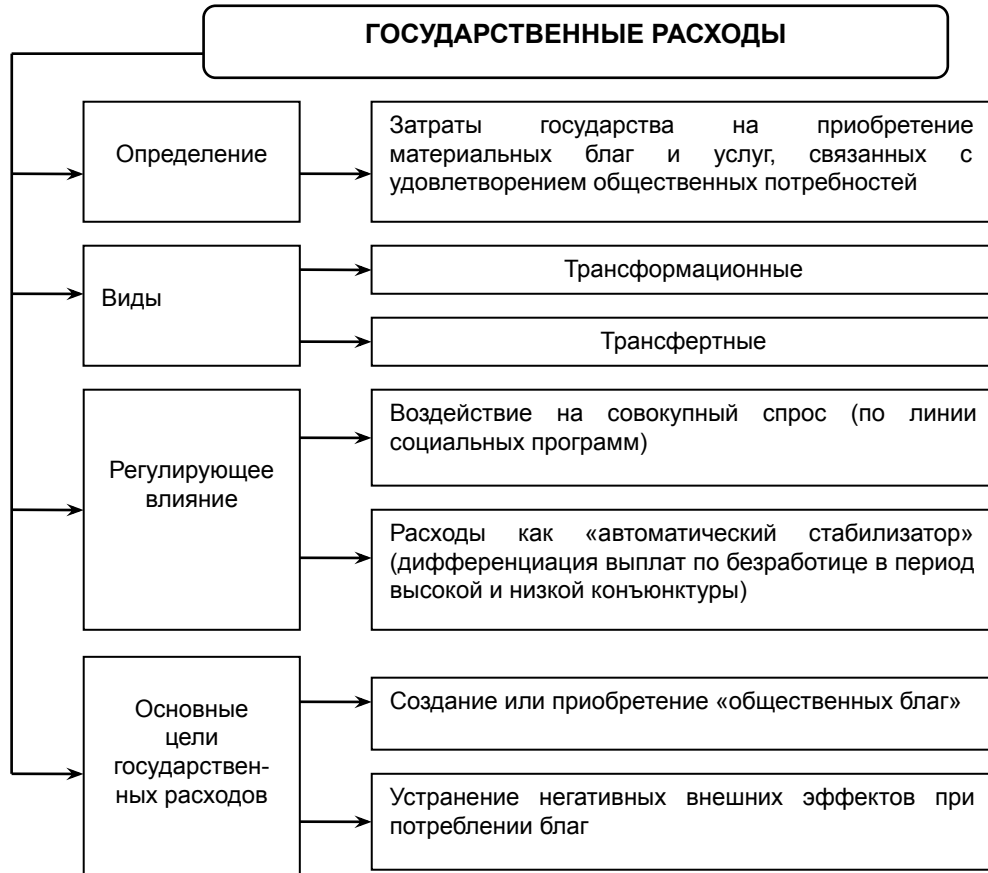 ГОСУДАРСТВЕННЫЕ РАСХОДЫ
Определение
Затраты государства на приобретение
материальных благ и услуг, связанных с
удовлетворением общественных потребностей
Виды
Трансформационные
Трансфертные
Регулирующее
влияние
Воздействие на совокупный спрос (по линии
социальных программ)
Расходы как «автоматический стабилизатор»
(дифференциация выплат по безработице в период
высокой и низкой конъюнктуры)
Основные
цели
государствен-
ных расходов
Создание или приобретение «общественных благ»
Устранение негативных внешних эффектов при
потреблении благ